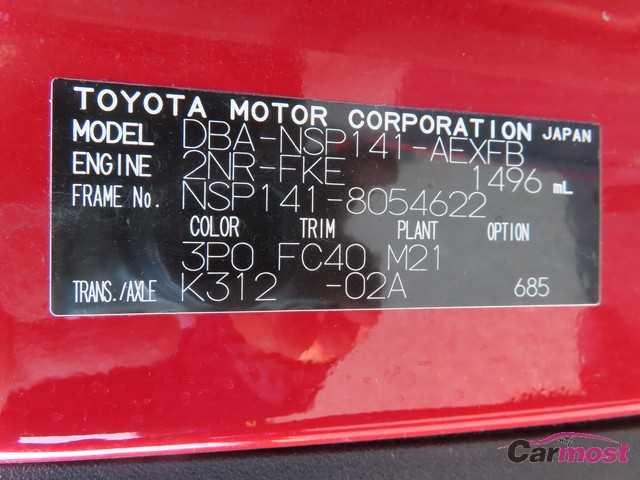 TOYOTA MOTOR CORPORATION JAPAN
MODEL DBA-NSP141-AEXFB
ENGINE 2NR-FKE 1496 mL
FRAME No. NSP141-8054622
COLOR TRIM PLANT OPTION
3P0 FC40 M21
TRANS./AXLE K312 -02A 685
Carmost